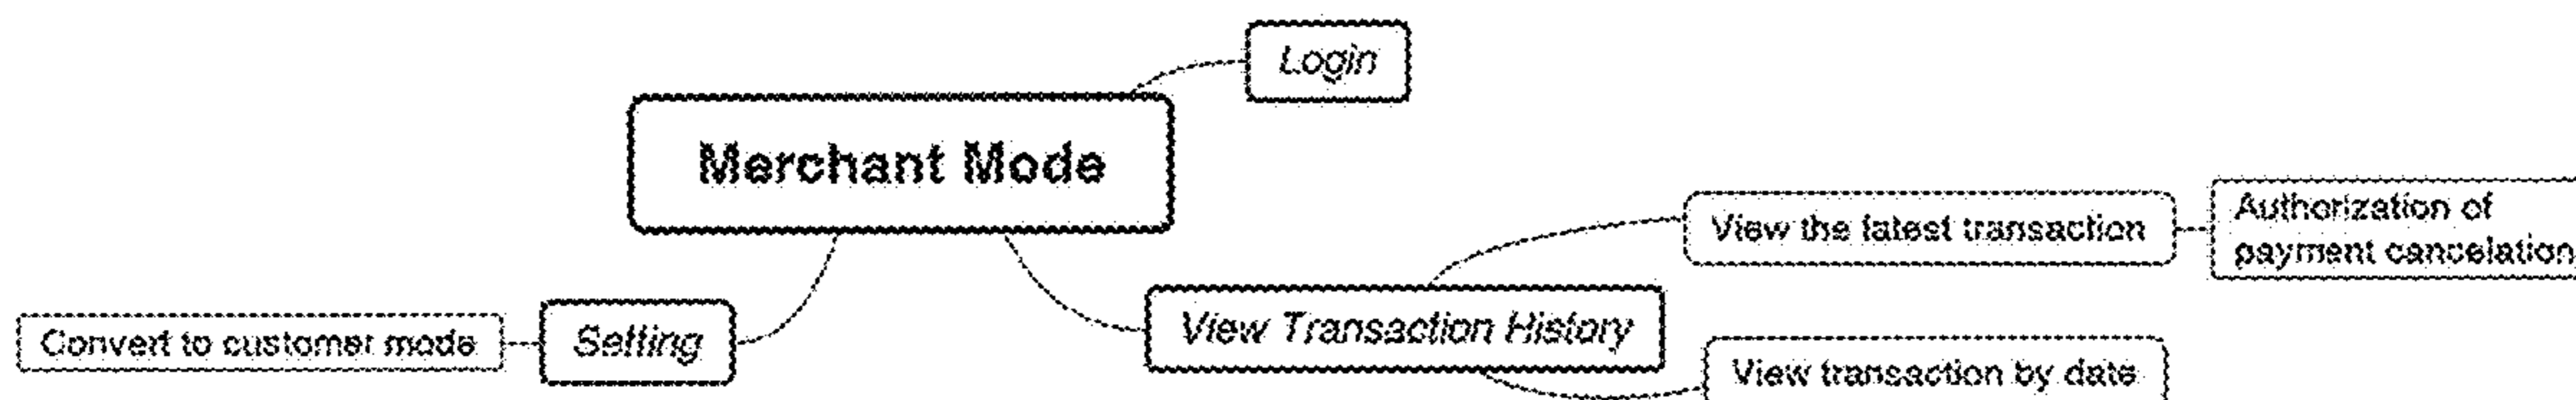 Login
Merchant Mode
View the latest transaction
Authorization of
payment cancelation
Convert to customer mode
Setting
View Transaction History
View transaction by date